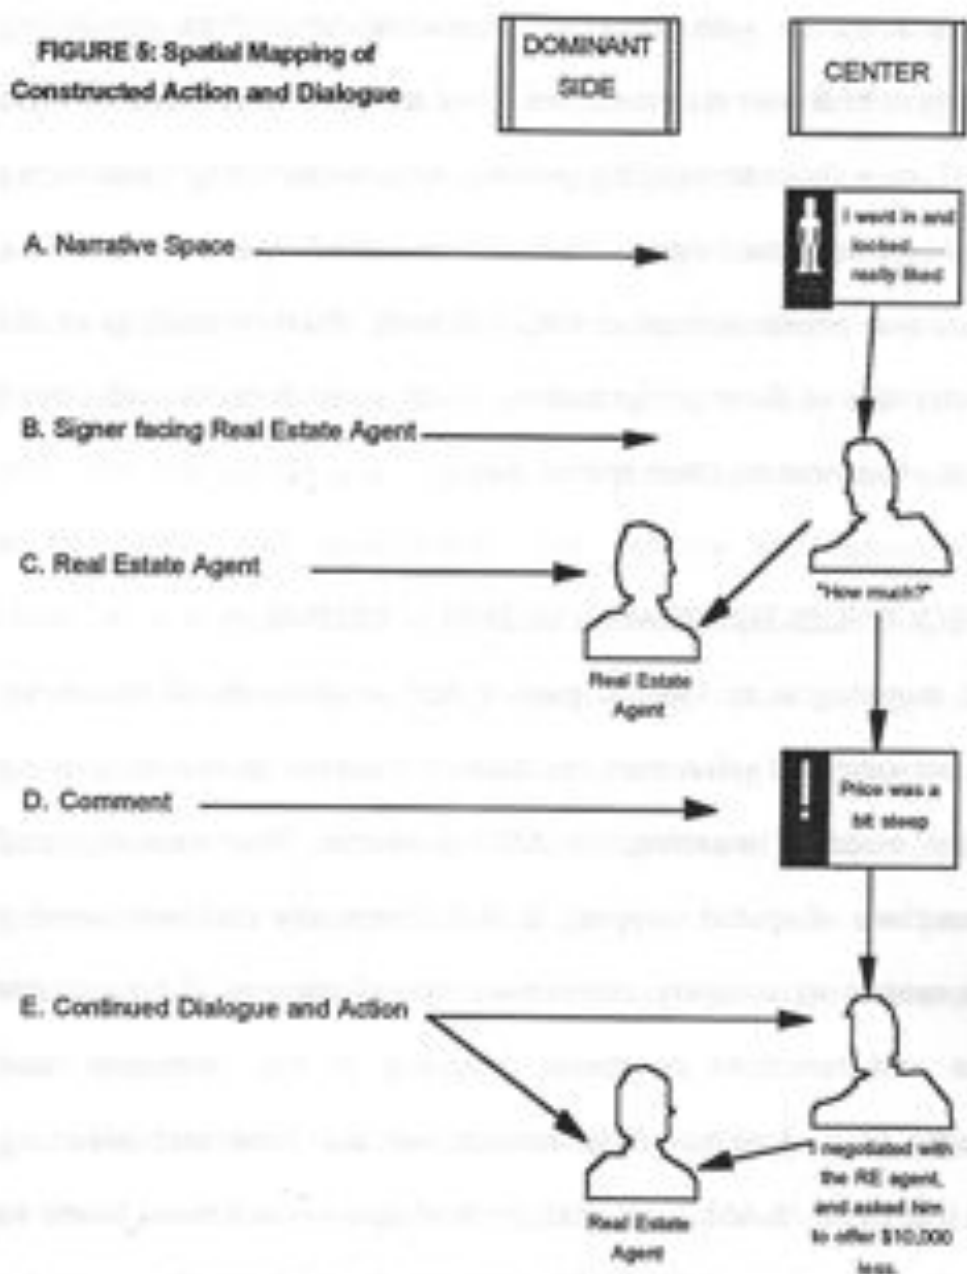 FIGURE 5: Spatial Mapping of
Constructed Action and Dialogue
DOMINANT
SIDE
CENTER
A. Narrative Space
I went in and
looked
really liked
B. Signer facing Real Estate Agent
"How much?"
C. Real Estate Agent
Real Estate
Agent
D. Comment
Price was a
bit steep
E. Continued Dialogue and Action
Real Estate
Agent
I negotiated with
the RE agent,
and asked him
to offer $10,000
less.